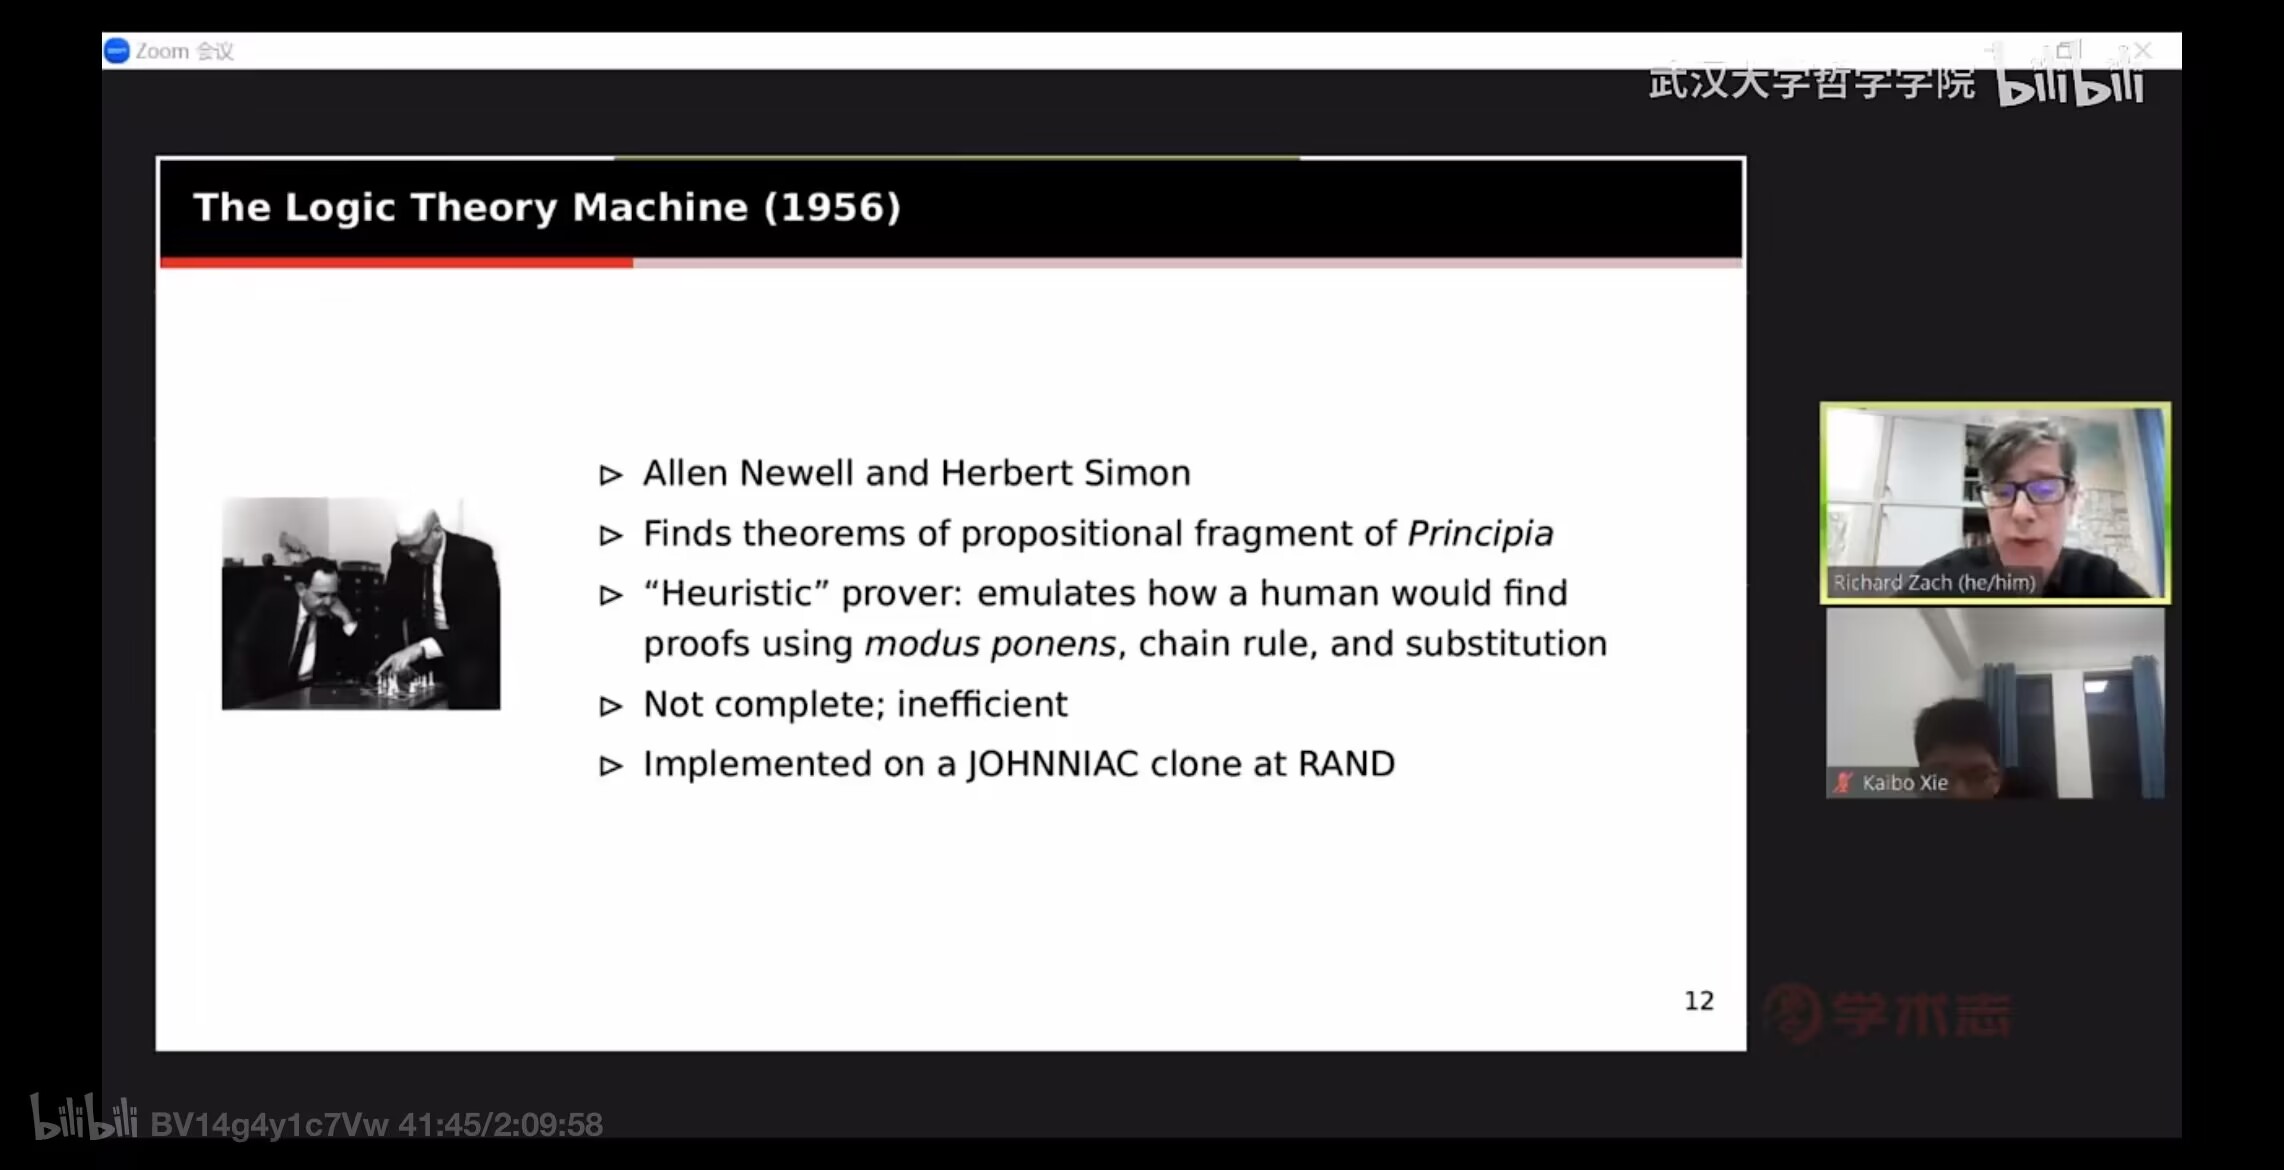 Zoom 会议
武汉大学哲学学院 bilibili
The Logic Theory Machine (1956)
▷ Allen Newell and Herbert Simon
▷ Finds theorems of propositional fragment of Principia
▷ “Heuristic” prover: emulates how a human would find
proofs using modus ponens, chain rule, and substitution
▷ Not complete; inefficient
▷ Implemented on a JOHNNIAC clone at RAND
12
Richard Zach (he/him)
Kaibo Xie
学术志
bilibili BV14g4y1c7Vw 41:45/2:09:58